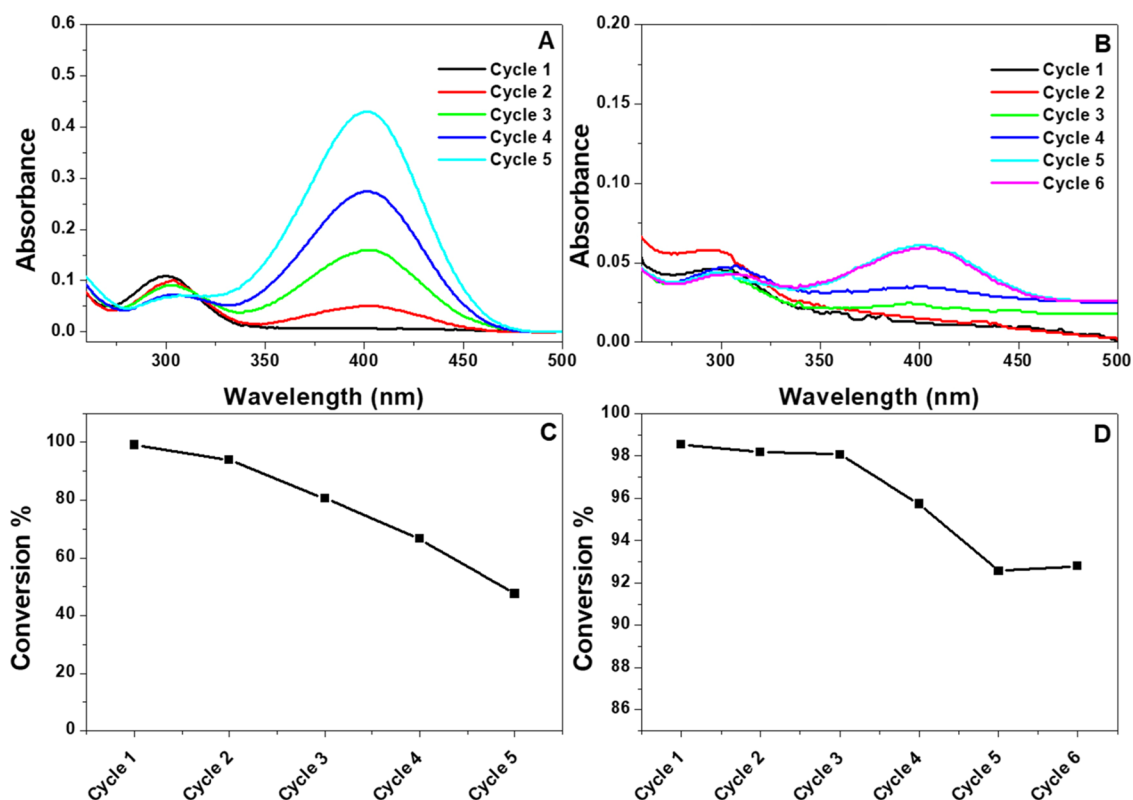 A
Cycle 1
Cycle 2
Cycle 3
Cycle 4
Cycle 5
Absorbance
0.6
0.5
0.4
0.3
0.2
0.1
0.0
300 350 400 450 500
Wavelength (nm)
B
Cycle 1
Cycle 2
Cycle 3
Cycle 4
Cycle 5
Cycle 6
Absorbance
0.20
0.15
0.10
0.05
0.00
300 350 400 450 500
Wavelength (nm)
C
Conversion %
100
80
60
40
20
0
Cycle 1
Cycle 2
Cycle 3
Cycle 4
Cycle 5
D
Conversion %
100
98
96
94
92
90
88
86
Cycle 1
Cycle 2
Cycle 3
Cycle 4
Cycle 5
Cycle 6